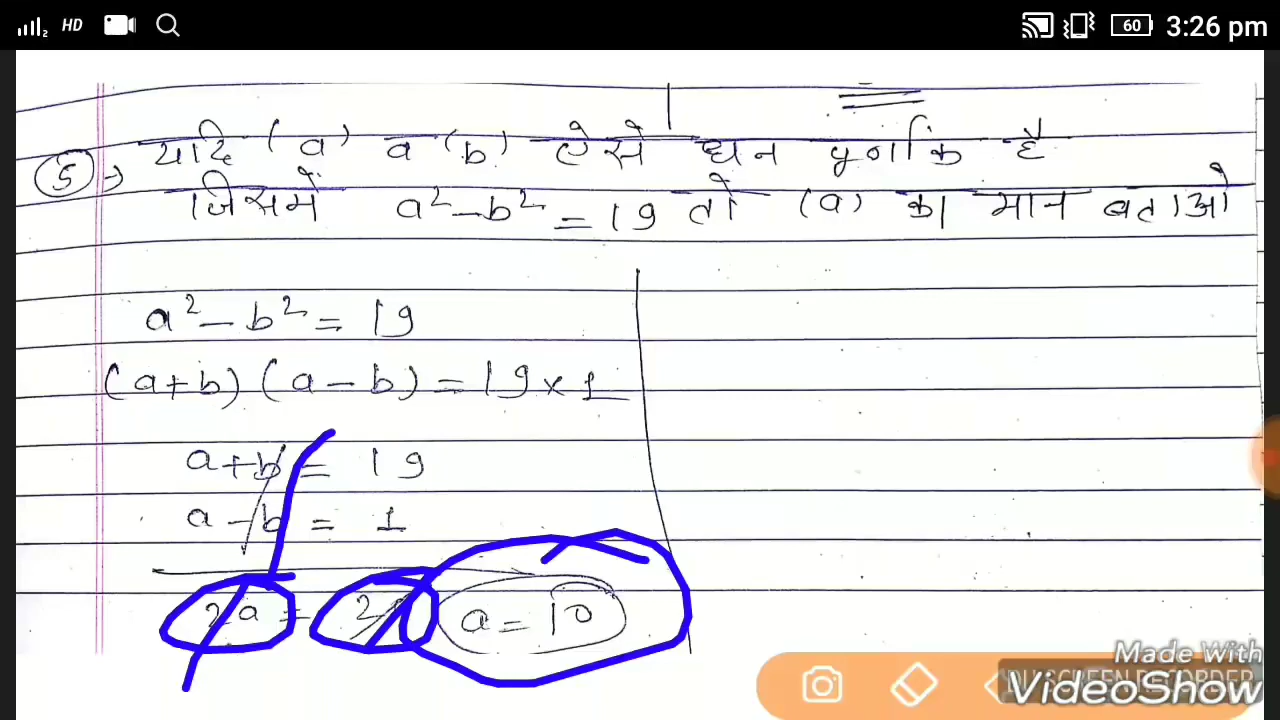 HD 60 3:26 pm
5 → यदि (a) व (b) ऐसे धन पूर्णांक है
जिसमें a² - b² = 19 तो (a) का मान बताओ
a² - b² = 19
(a+b) (a-b) = 19 × 1
a + b = 19
a - b = 1
2a = 20 a = 10
Made With
VideoShow